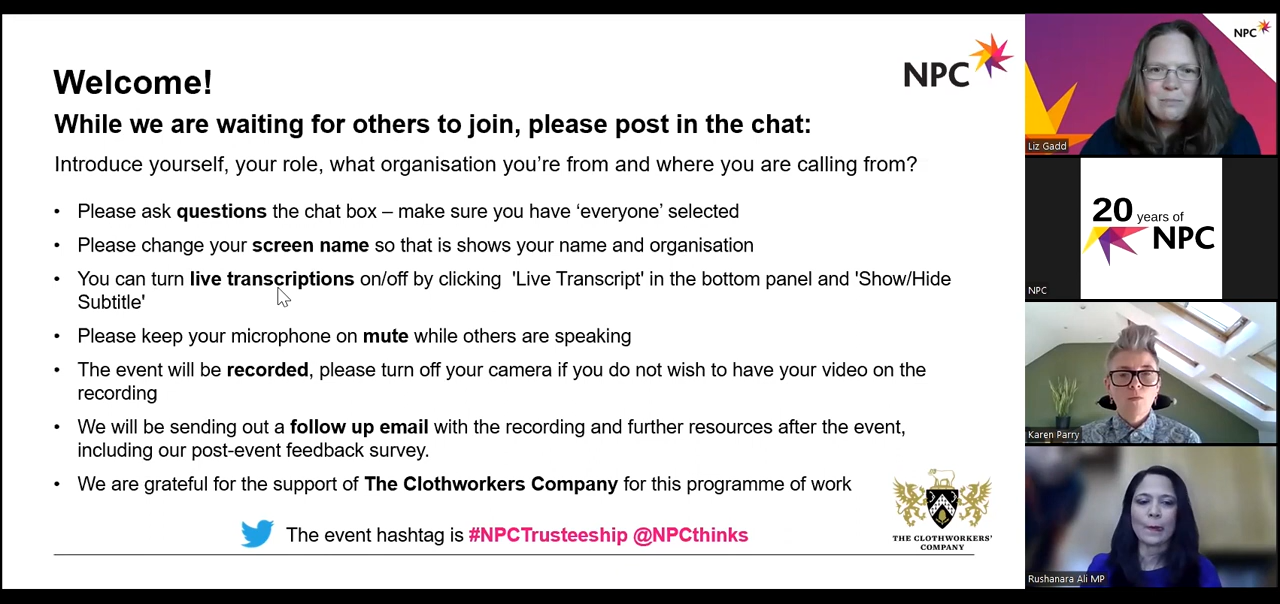 Welcome!
NPC
While we are waiting for others to join, please post in the chat:
Introduce yourself, your role, what organisation you’re from and where you are calling from?
• Please ask questions the chat box – make sure you have ‘everyone’ selected
• Please change your screen name so that is shows your name and organisation
• You can turn live transcriptions on/off by clicking 'Live Transcript' in the bottom panel and 'Show/Hide
Subtitle'
• Please keep your microphone on mute while others are speaking
• The event will be recorded, please turn off your camera if you do not wish to have your video on the
recording
• We will be sending out a follow up email with the recording and further resources after the event,
including our post-event feedback survey.
• We are grateful for the support of The Clothworkers Company for this programme of work
The event hashtag is #NPCTrusteeship @NPCthinks
THE CLOTHWORKERS'
COMPANY
NPC
Liz Gadd
20 years of
NPC
NPC
Karen Parry
Rushanara Ali MP